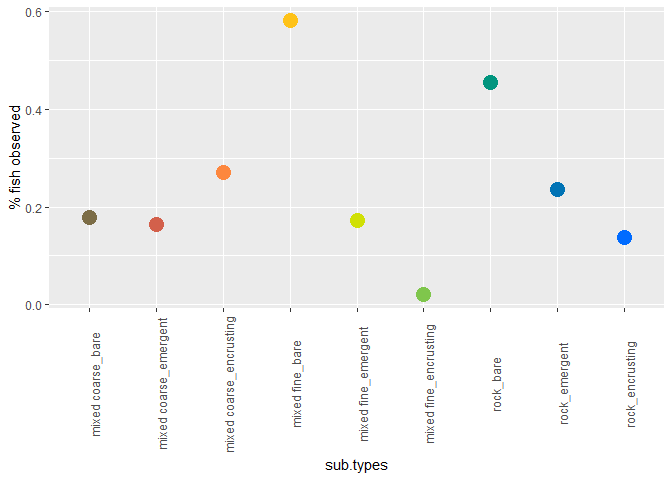 0.6
0.4
0.2
0.0
% fish observed
mixed coarse_bare
mixed coarse_emergent
mixed coarse_encrusting
mixed fine_bare
mixed fine_emergent
mixed fine_encrusting
rock_bare
rock_emergent
rock_encrusting
sub.types